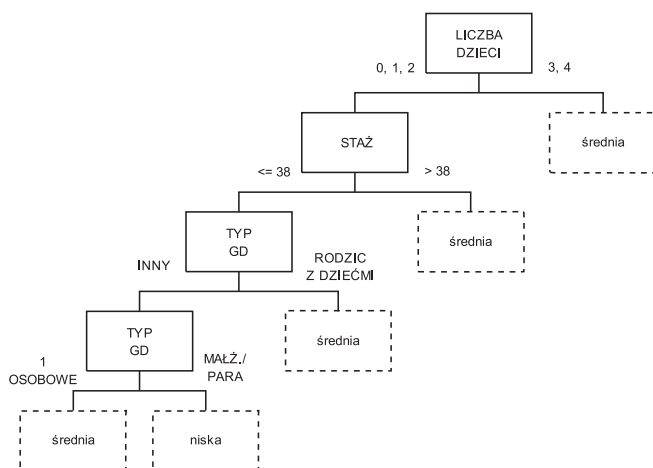 LICZBA
DZIECI
0, 1, 2
3, 4
STAŻ
średnia
<= 38
> 38
TYP
GD
średnia
INNY
RODZIC
Z DZIEĆMI
TYP
GD
średnia
1
OSOBOWE
MAŁŻ./
PARA
średnia
niska